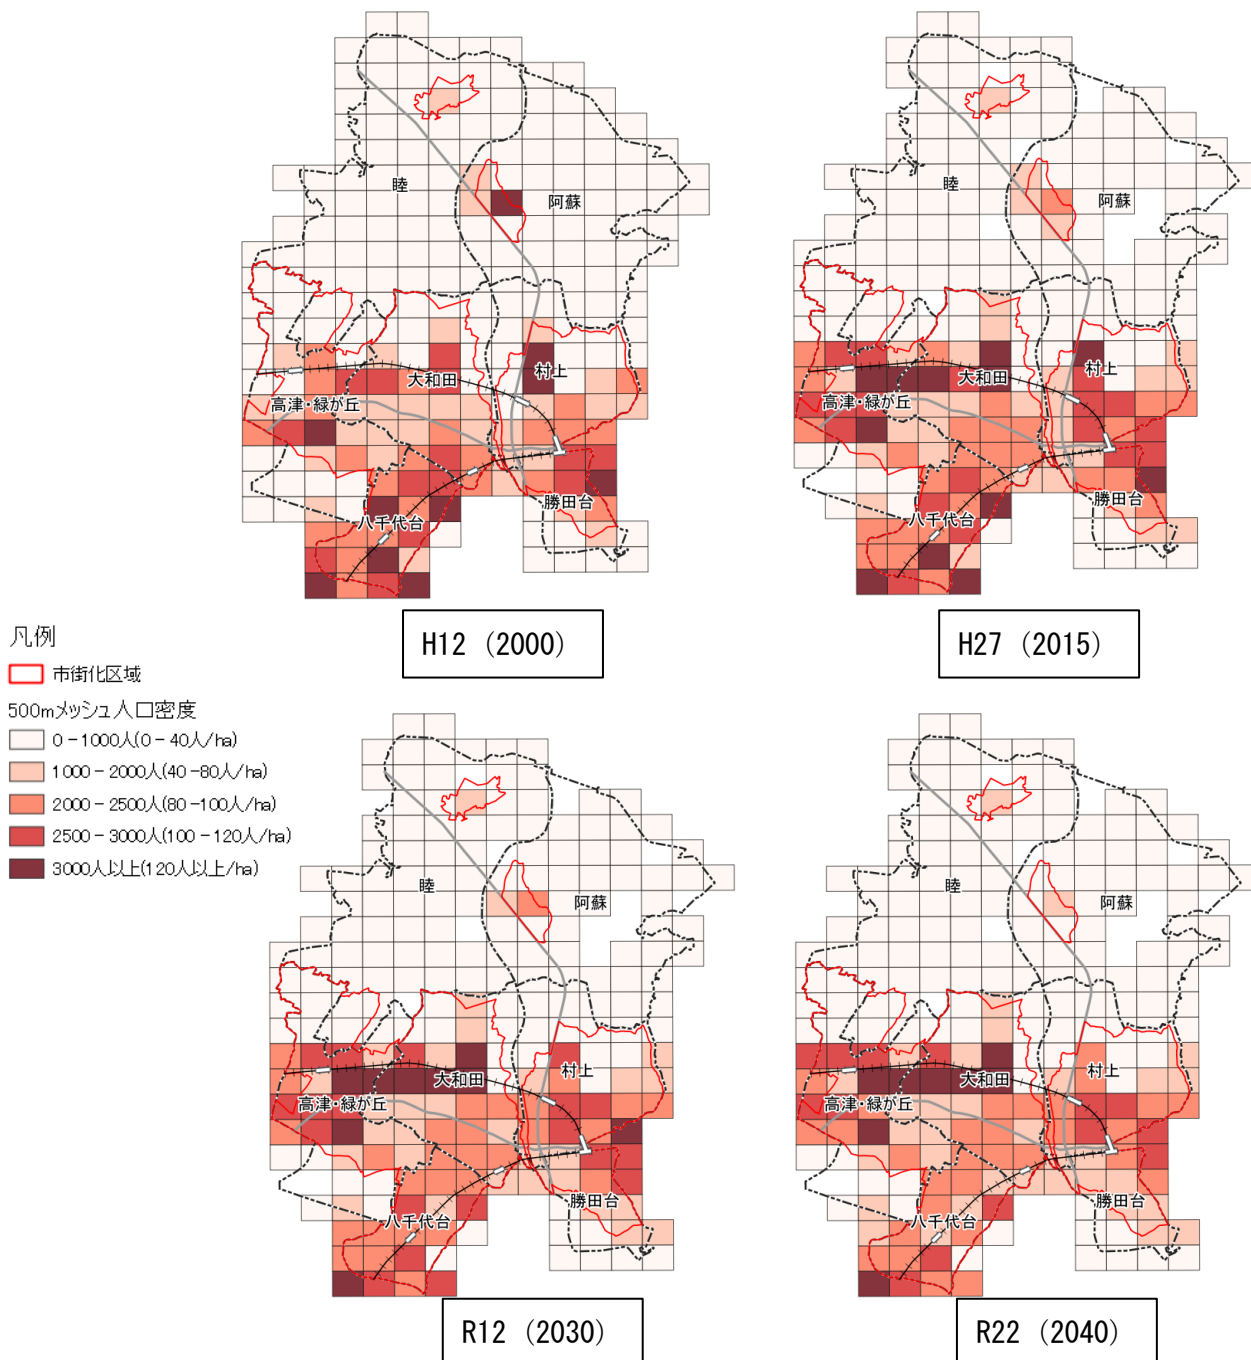 睦
阿蘇
大和田
村上
高津・緑が丘
勝田台
八千代台
H12 (2000)
睦
阿蘇
大和田
村上
高津・緑が丘
勝田台
八千代台
H27 (2015)
凡例
市街化区域
500mメッシュ人口密度
0-1000人(0-40人/ha)
1000-2000人(40-80人/ha)
2000-2500人(80-100人/ha)
2500-3000人(100-120人/ha)
3000人以上(120人以上/ha)
睦
阿蘇
村上
大和田
高津・緑が丘
勝田台
八千代台
R12 (2030)
睦
阿蘇
村上
大和田
高津・緑が丘
勝田台
八千代台
R22 (2040)